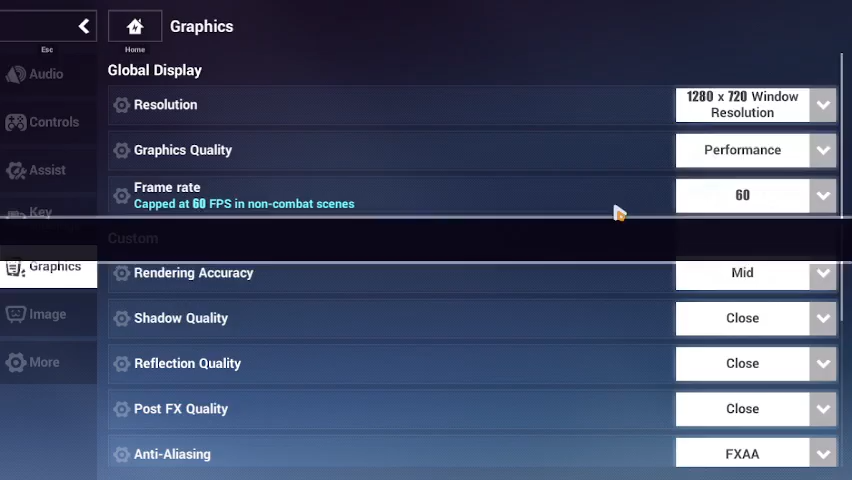 Graphics
Esc
Home
Global Display
Audio
Resolution
1280 x 720 Window
Resolution
Controls
Graphics Quality
Performance
Assist
Frame rate
Capped at 60 FPS in non-combat scenes
60
Key
Custom
Graphics
Rendering Accuracy
Mid
Image
Shadow Quality
Close
More
Reflection Quality
Close
Post FX Quality
Close
Anti-Aliasing
FXAA